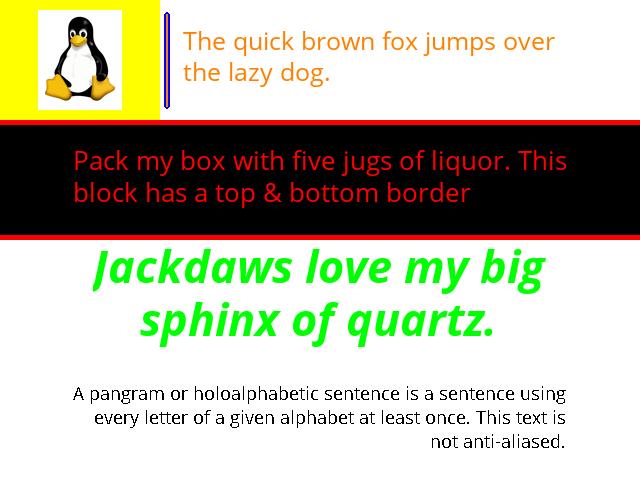 The quick brown fox jumps over
the lazy dog.
Pack my box with five jugs of liquor. This
block has a top & bottom border
Jackdaws love my big
sphinx of quartz.
A pangram or holoalphabetic sentence is a sentence using
every letter of a given alphabet at least once. This text is
not anti-aliased.